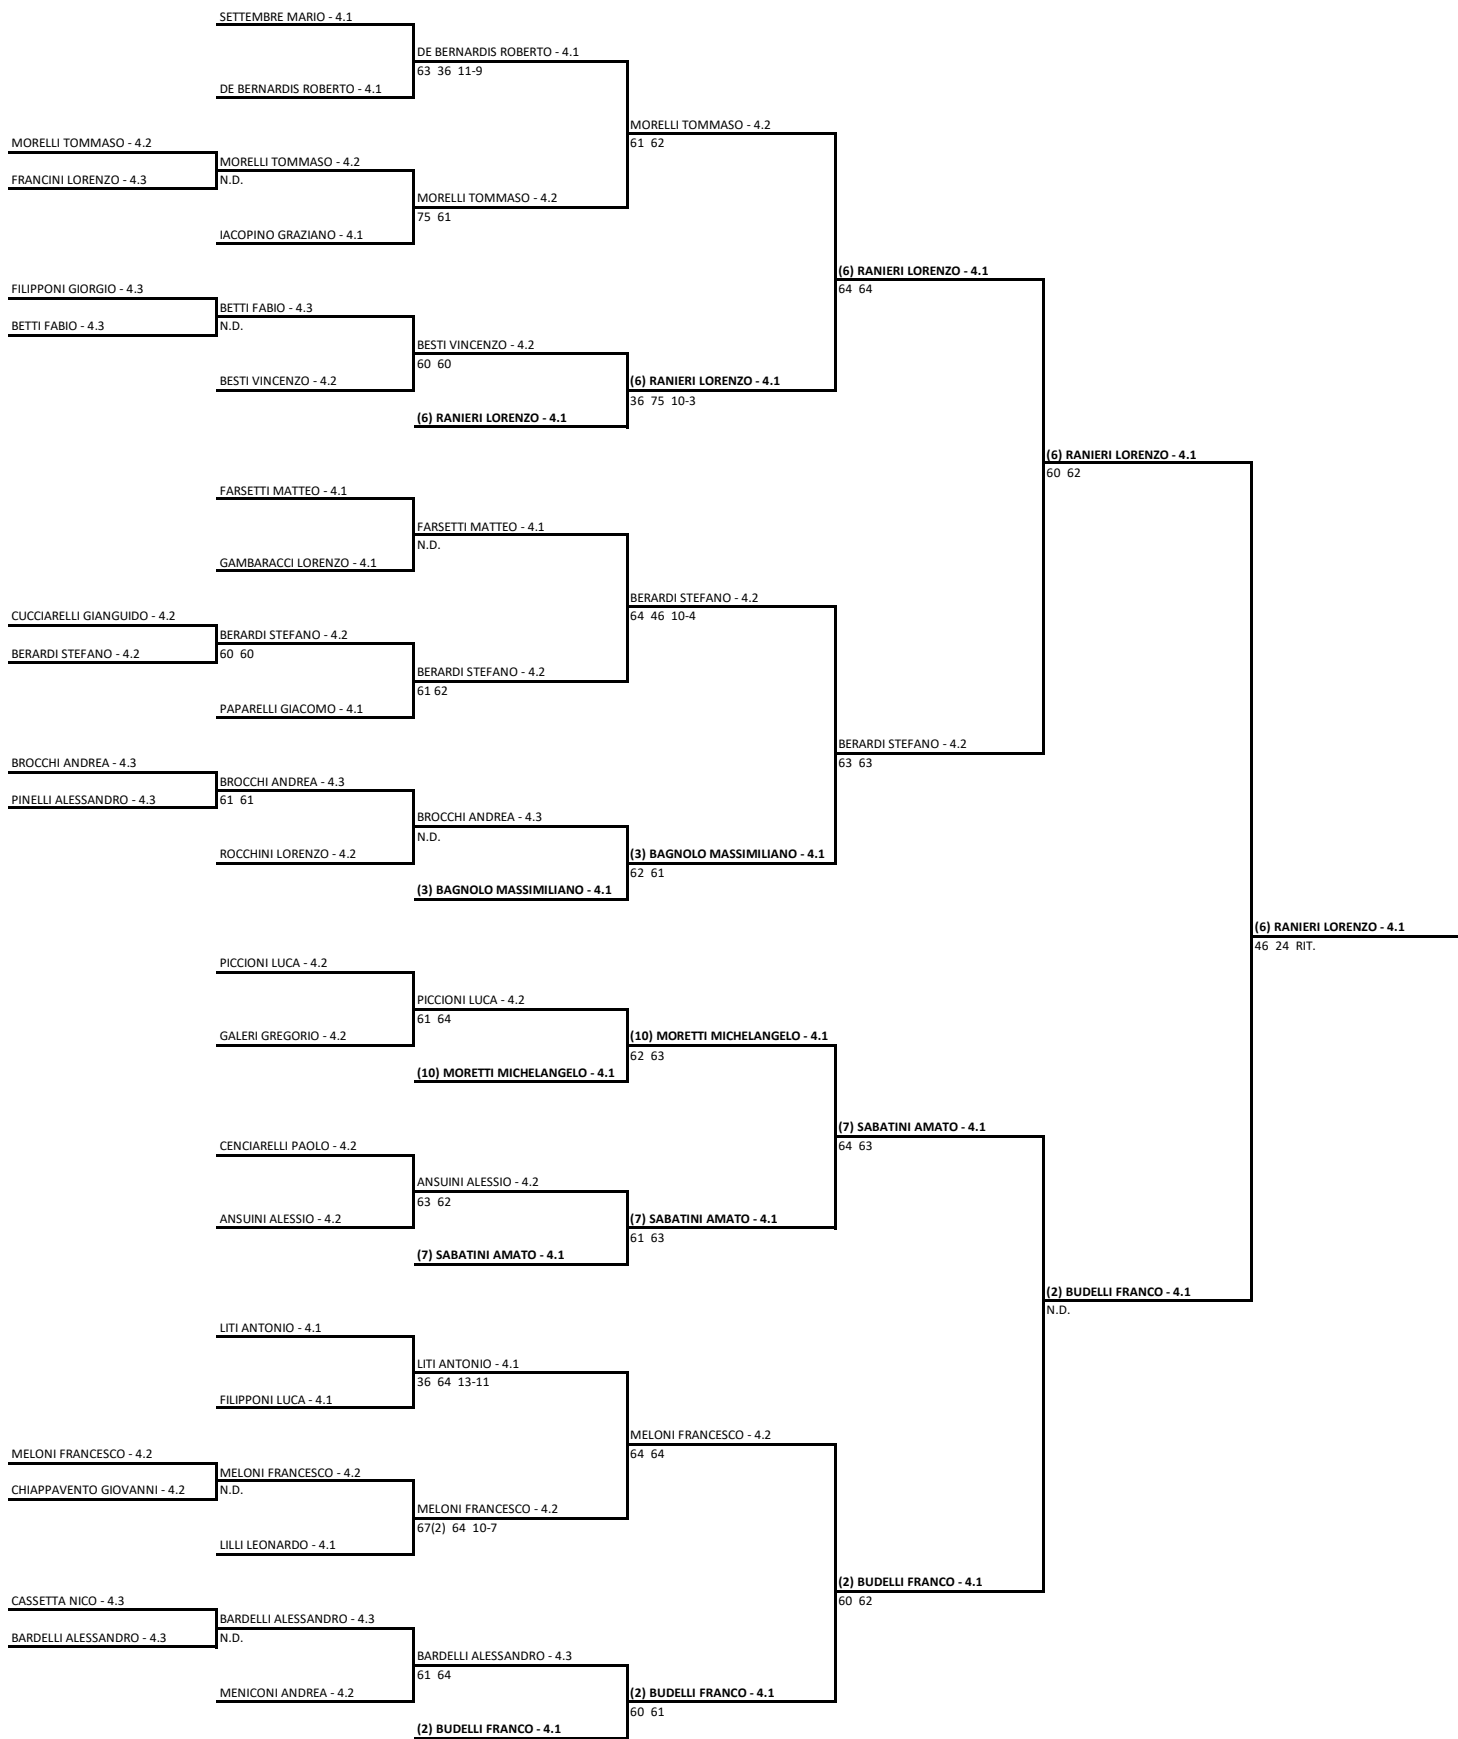 SETTEMBRE MARIO - 4.1
DE BERNARDIS ROBERTO - 4.1
63 36 11-9
DE BERNARDIS ROBERTO - 4.1
MORELLI TOMMASO - 4.2
61 62
MORELLI TOMMASO - 4.2
MORELLI TOMMASO - 4.2
FRANCINI LORENZO - 4.3
N.D.
MORELLI TOMMASO - 4.2
75 61
IACOPINO GRAZIANO - 4.1
(6) RANIERI LORENZO - 4.1
64 64
FILIPPONI GIORGIO - 4.3
BETTI FABIO - 4.3
BETTI FABIO - 4.3
N.D.
BESTI VINCENZO - 4.2
60 60
BESTI VINCENZO - 4.2
(6) RANIERI LORENZO - 4.1
36 75 10-3
(6) RANIERI LORENZO - 4.1
(6) RANIERI LORENZO - 4.1
60 62
FARSETTI MATTEO - 4.1
FARSETTI MATTEO - 4.1
N.D.
GAMBARACCI LORENZO - 4.1
BERARDI STEFANO - 4.2
64 46 10-4
CUCCIARELLI GIANGUIDO - 4.2
BERARDI STEFANO - 4.2
BERARDI STEFANO - 4.2
60 60
BERARDI STEFANO - 4.2
61 62
PAPARELLI GIACOMO - 4.1
BERARDI STEFANO - 4.2
63 63
BROCCHI ANDREA - 4.3
BROCCHI ANDREA - 4.3
PINELLI ALESSANDRO - 4.3
61 61
BROCCHI ANDREA - 4.3
N.D.
ROCCHINI LORENZO - 4.2
(3) BAGNOLO MASSIMILIANO - 4.1
62 61
(3) BAGNOLO MASSIMILIANO - 4.1
(6) RANIERI LORENZO - 4.1
46 24 RIT.
PICCIONI LUCA - 4.2
PICCIONI LUCA - 4.2
61 64
GALERI GREGORIO - 4.2
(10) MORETTI MICHELANGELO - 4.1
62 63
(10) MORETTI MICHELANGELO - 4.1
(7) SABATINI AMATO - 4.1
64 63
CENCIARELLI PAOLO - 4.2
ANSUINI ALESSIO - 4.2
63 62
ANSUINI ALESSIO - 4.2
(7) SABATINI AMATO - 4.1
61 63
(7) SABATINI AMATO - 4.1
(2) BUDELLI FRANCO - 4.1
N.D.
LITI ANTONIO - 4.1
LITI ANTONIO - 4.1
36 64 13-11
FILIPPONI LUCA - 4.1
MELONI FRANCESCO - 4.2
64 64
MELONI FRANCESCO - 4.2
MELONI FRANCESCO - 4.2
CHIAPPAVENTO GIOVANNI - 4.2
N.D.
MELONI FRANCESCO - 4.2
67(2) 64 10-7
LILLI LEONARDO - 4.1
(2) BUDELLI FRANCO - 4.1
60 62
CASSETTA NICO - 4.3
BARDELLI ALESSANDRO - 4.3
BARDELLI ALESSANDRO - 4.3
N.D.
BARDELLI ALESSANDRO - 4.3
61 64
MENICONI ANDREA - 4.2
(2) BUDELLI FRANCO - 4.1
60 61
(2) BUDELLI FRANCO - 4.1